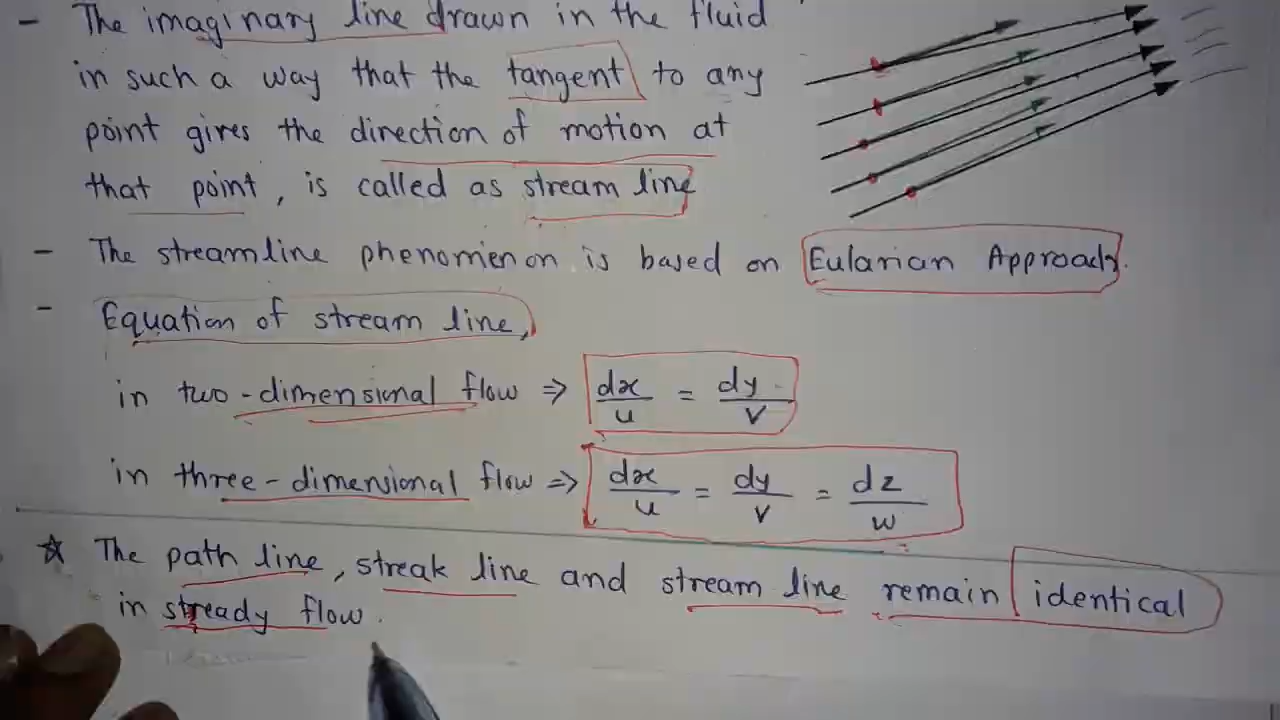 - The imaginary line drawn in the fluid
in such a way that the tangent to any
point gives the direction of motion at
that point, is called as stream line
- The streamline phenomenon is based on Eularian Approach.
- Equation of stream line,
in two-dimensional flow ⇒ dx/u = dy/v
in three-dimensional flow ⇒ dx/u = dy/v = dz/w
☆ The path line, streak line and stream line remain identical
in stready flow.